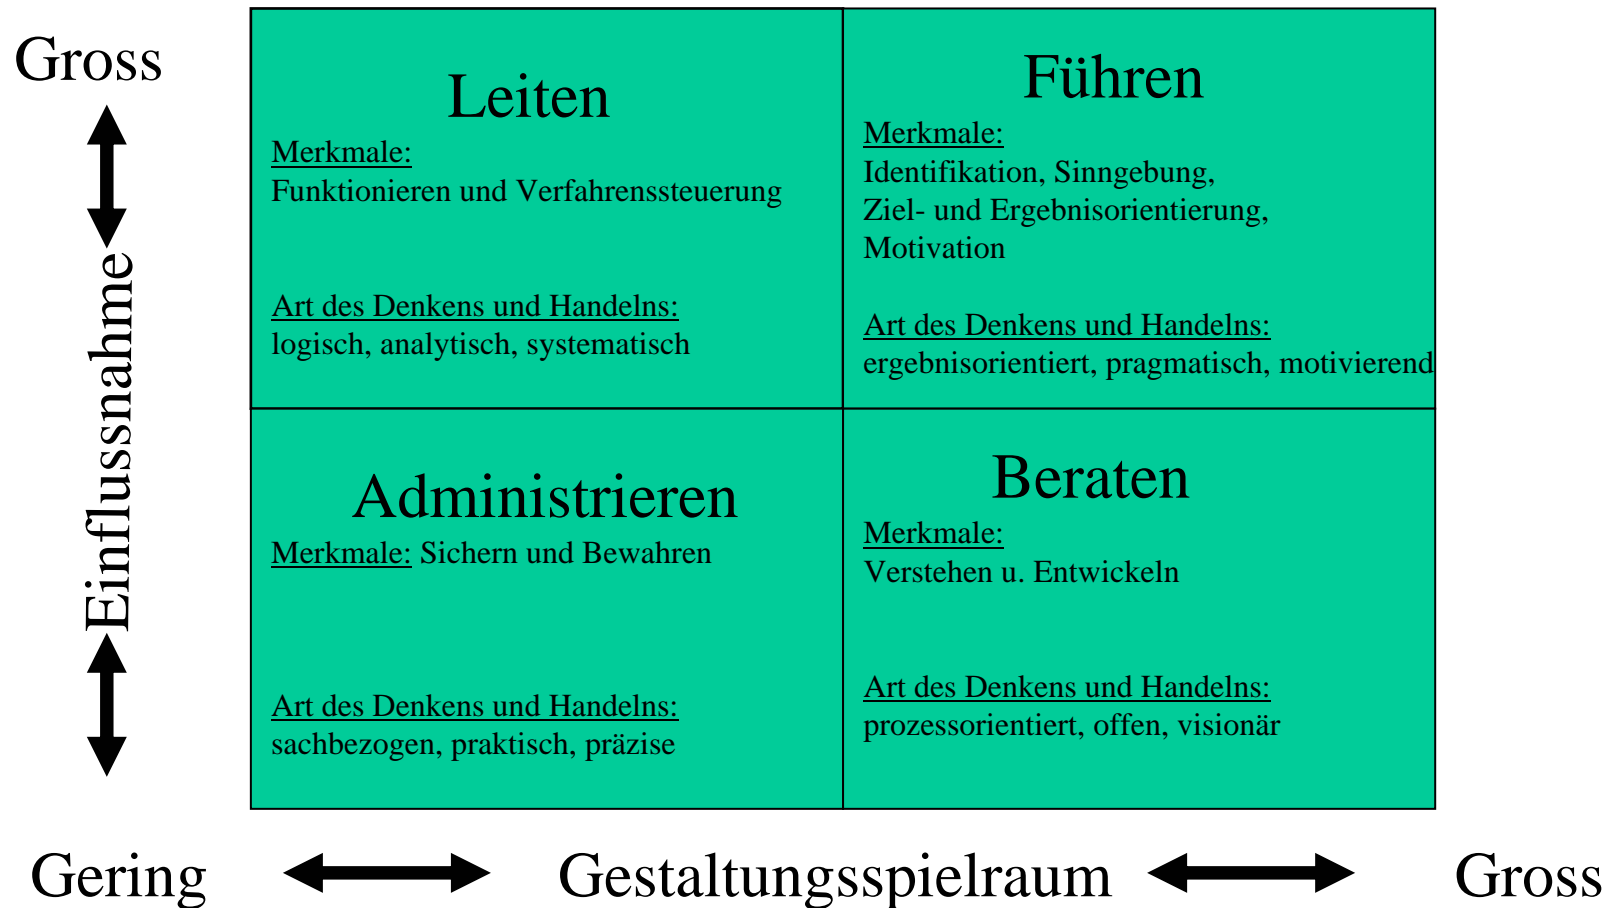 Gross
Einflussnahme
Leiten
Merkmale:
Funktionieren und Verfahrenssteuerung
Art des Denkens und Handelns:
logisch, analytisch, systematisch
Führen
Merkmale:
Identifikation, Sinngebung,
Ziel- und Ergebnisorientierung,
Motivation
Art des Denkens und Handelns:
ergebnisorientiert, pragmatisch, motivierend
Administrieren
Merkmale: Sichern und Bewahren
Art des Denkens und Handelns:
sachbezogen, praktisch, präzise
Beraten
Merkmale:
Verstehen u. Entwickeln
Art des Denkens und Handelns:
prozessorientiert, offen, visionär
Gering
Gestaltungsspielraum
Gross